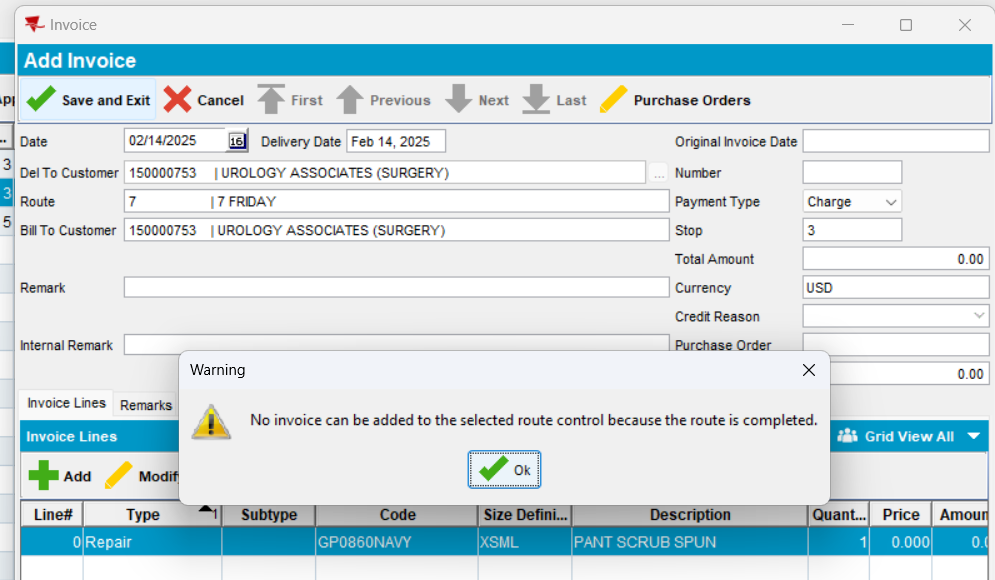 Invoice
Add Invoice
Save and Exit Cancel First Previous Next Last Purchase Orders
Date 02/14/2025 16 Delivery Date Feb 14, 2025 Original Invoice Date
Del To Customer 150000753 | UROLOGY ASSOCIATES (SURGERY) ... Number
Route 7 | 7 FRIDAY Payment Type Charge
Bill To Customer 150000753 | UROLOGY ASSOCIATES (SURGERY) Stop 3
Total Amount 0.00
Remark Currency USD
Credit Reason
Internal Remark Purchase Order
Warning
0.00
Invoice Lines Remarks
No invoice can be added to the selected route control because the route is completed.
Invoice Lines Grid View All
Ok
Add Modify
Line# Type 1 Subtype Code Size Defini... Description Quant... Price Amoun
0 Repair GP0860NAVY XSML PANT SCRUB SPUN 1 0.000 0.0
3
3
5